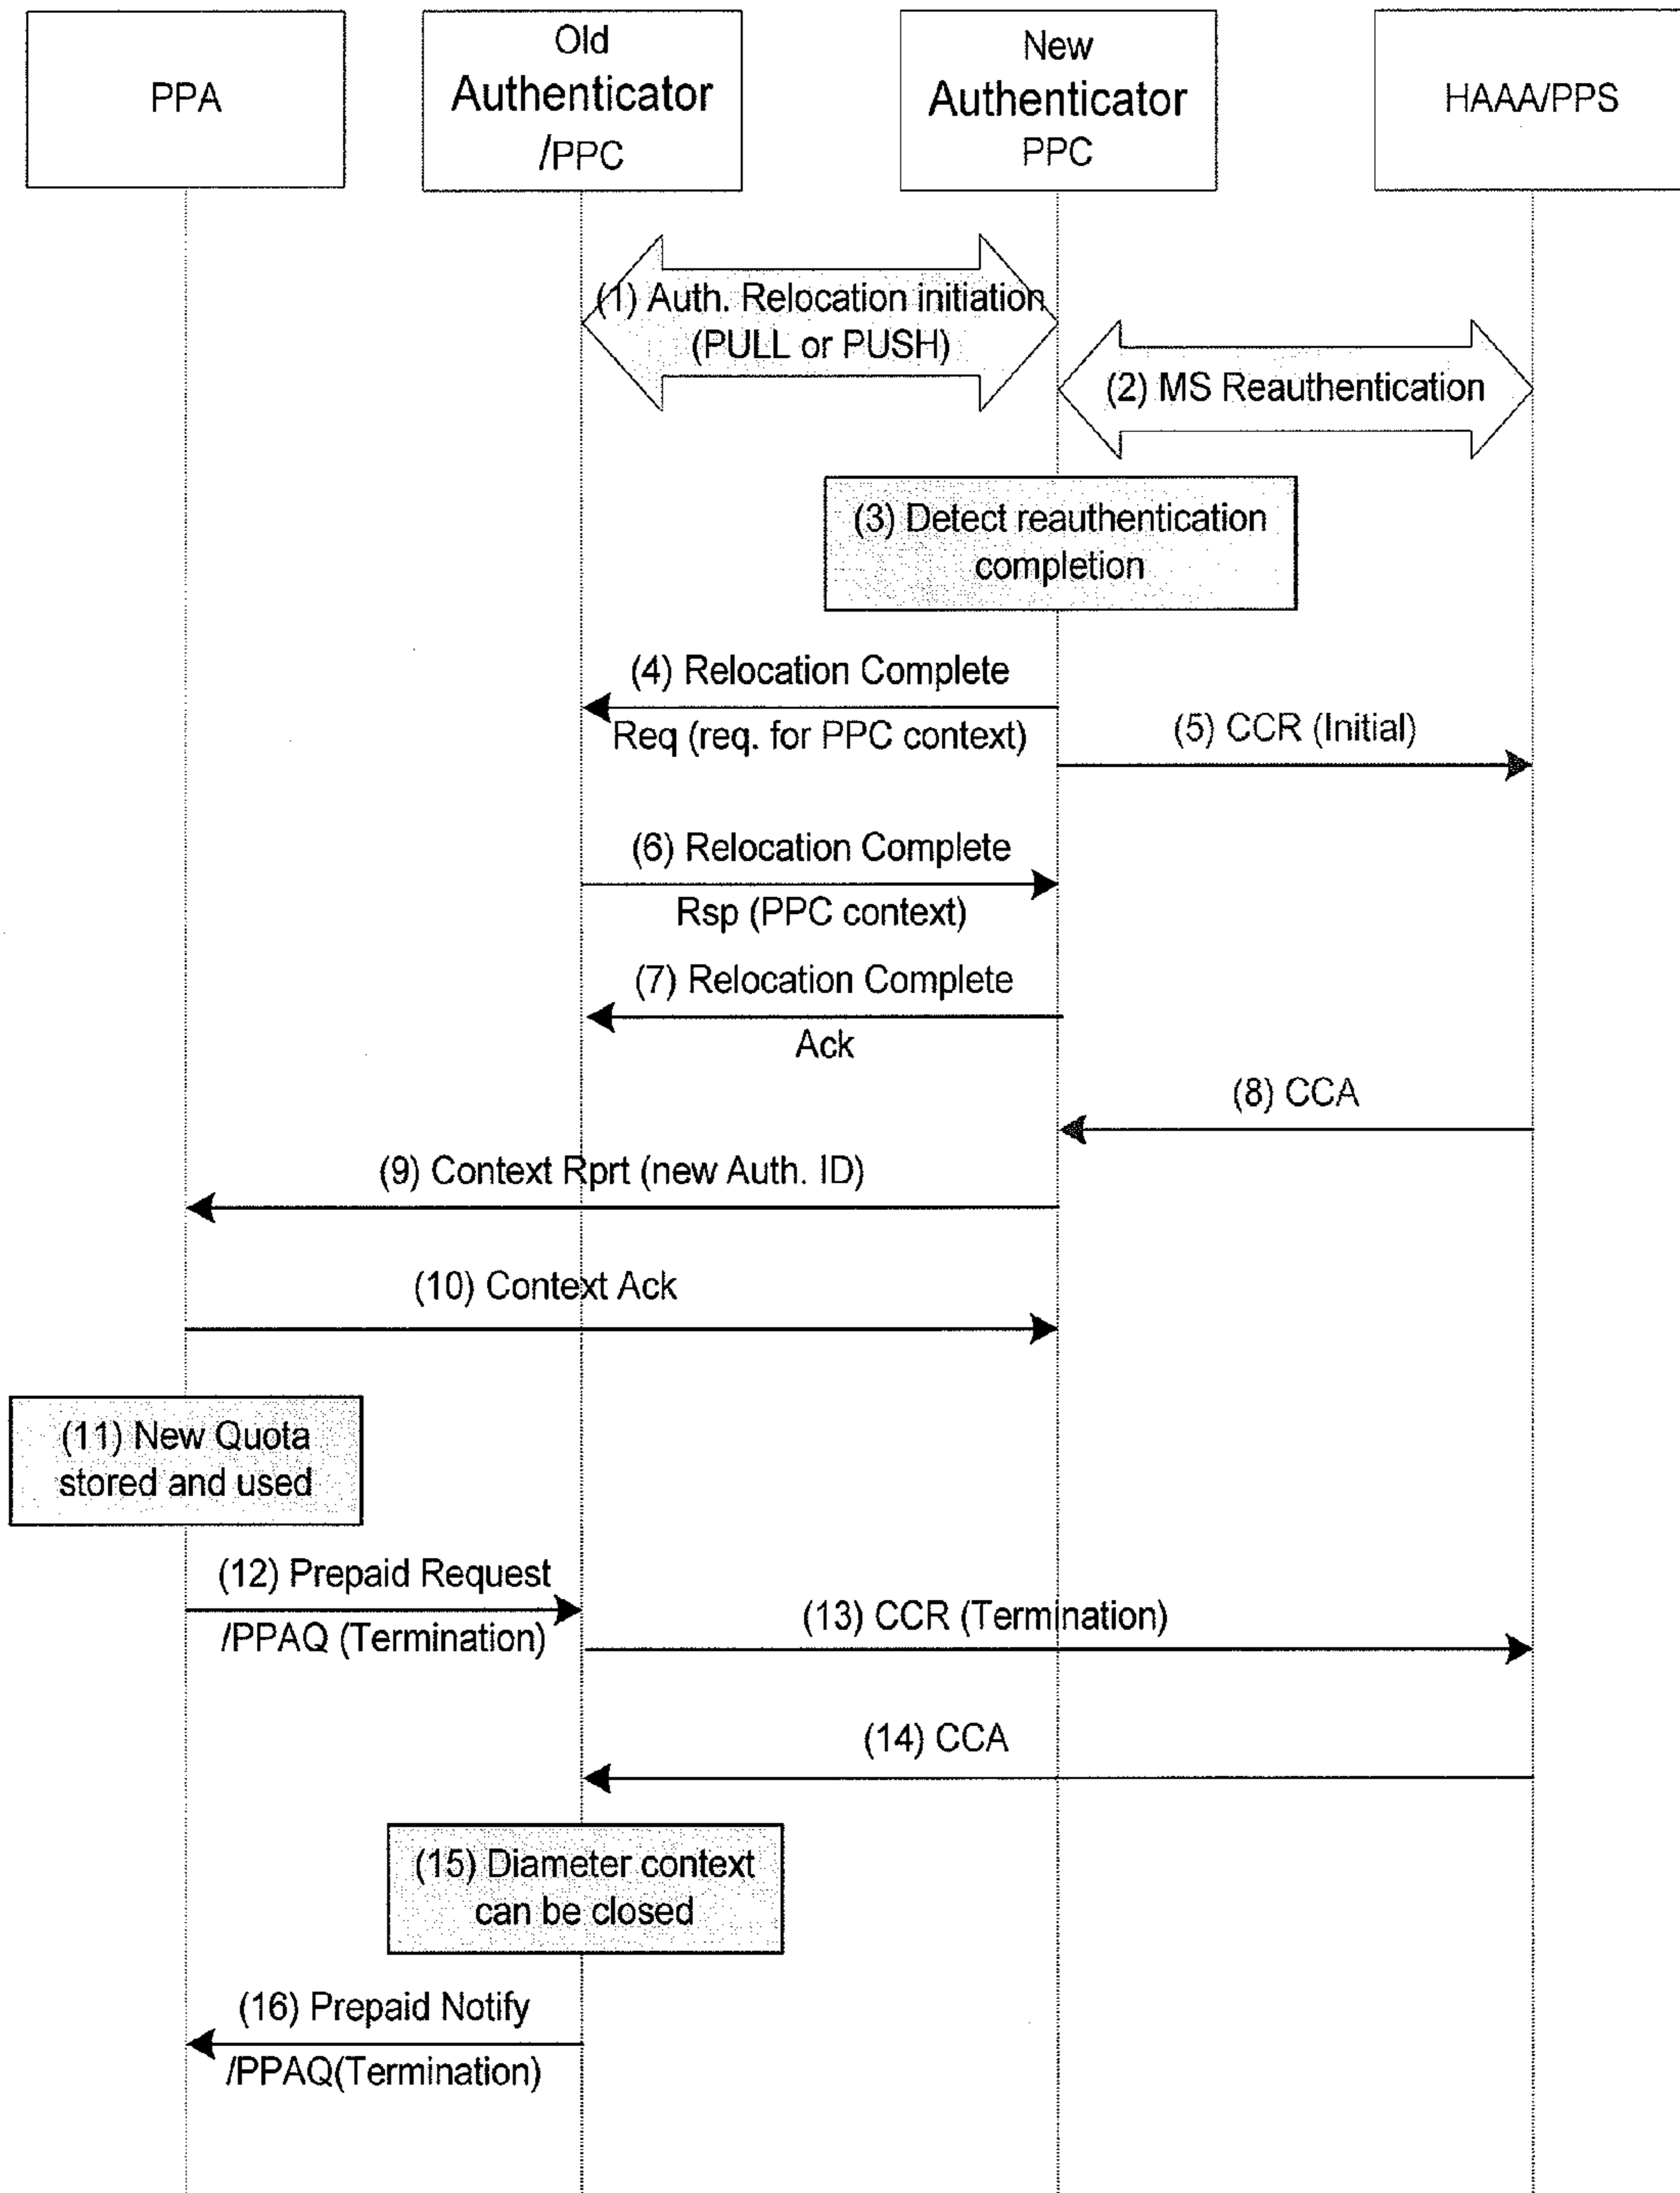 PPA
Old
Authenticator
/PPC
New
Authenticator
PPC
HAAA/PPS
(1) Auth. Relocation initiation
(PULL or PUSH)
(2) MS Reauthentication
(3) Detect reauthentication
completion
(4) Relocation Complete
Req (req. for PPC context)
(5) CCR (Initial)
(6) Relocation Complete
Rsp (PPC context)
(7) Relocation Complete
Ack
(8) CCA
(9) Context Rprt (new Auth. ID)
(10) Context Ack
(11) New Quota
stored and used
(12) Prepaid Request
/PPAQ (Termination)
(13) CCR (Termination)
(14) CCA
(15) Diameter context
can be closed
(16) Prepaid Notify
/PPAQ(Termination)